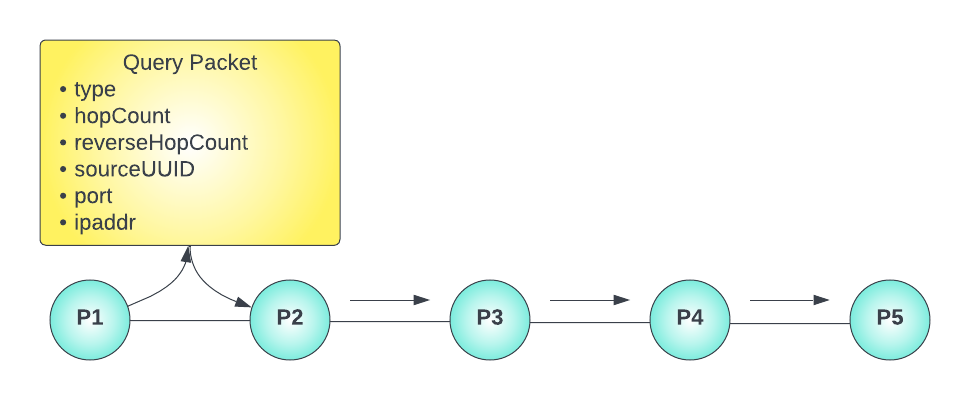 Query Packet
• type
• hopCount
• reverseHopCount
• sourceUUID
• port
• ipaddr
P1
P2
P3
P4
P5